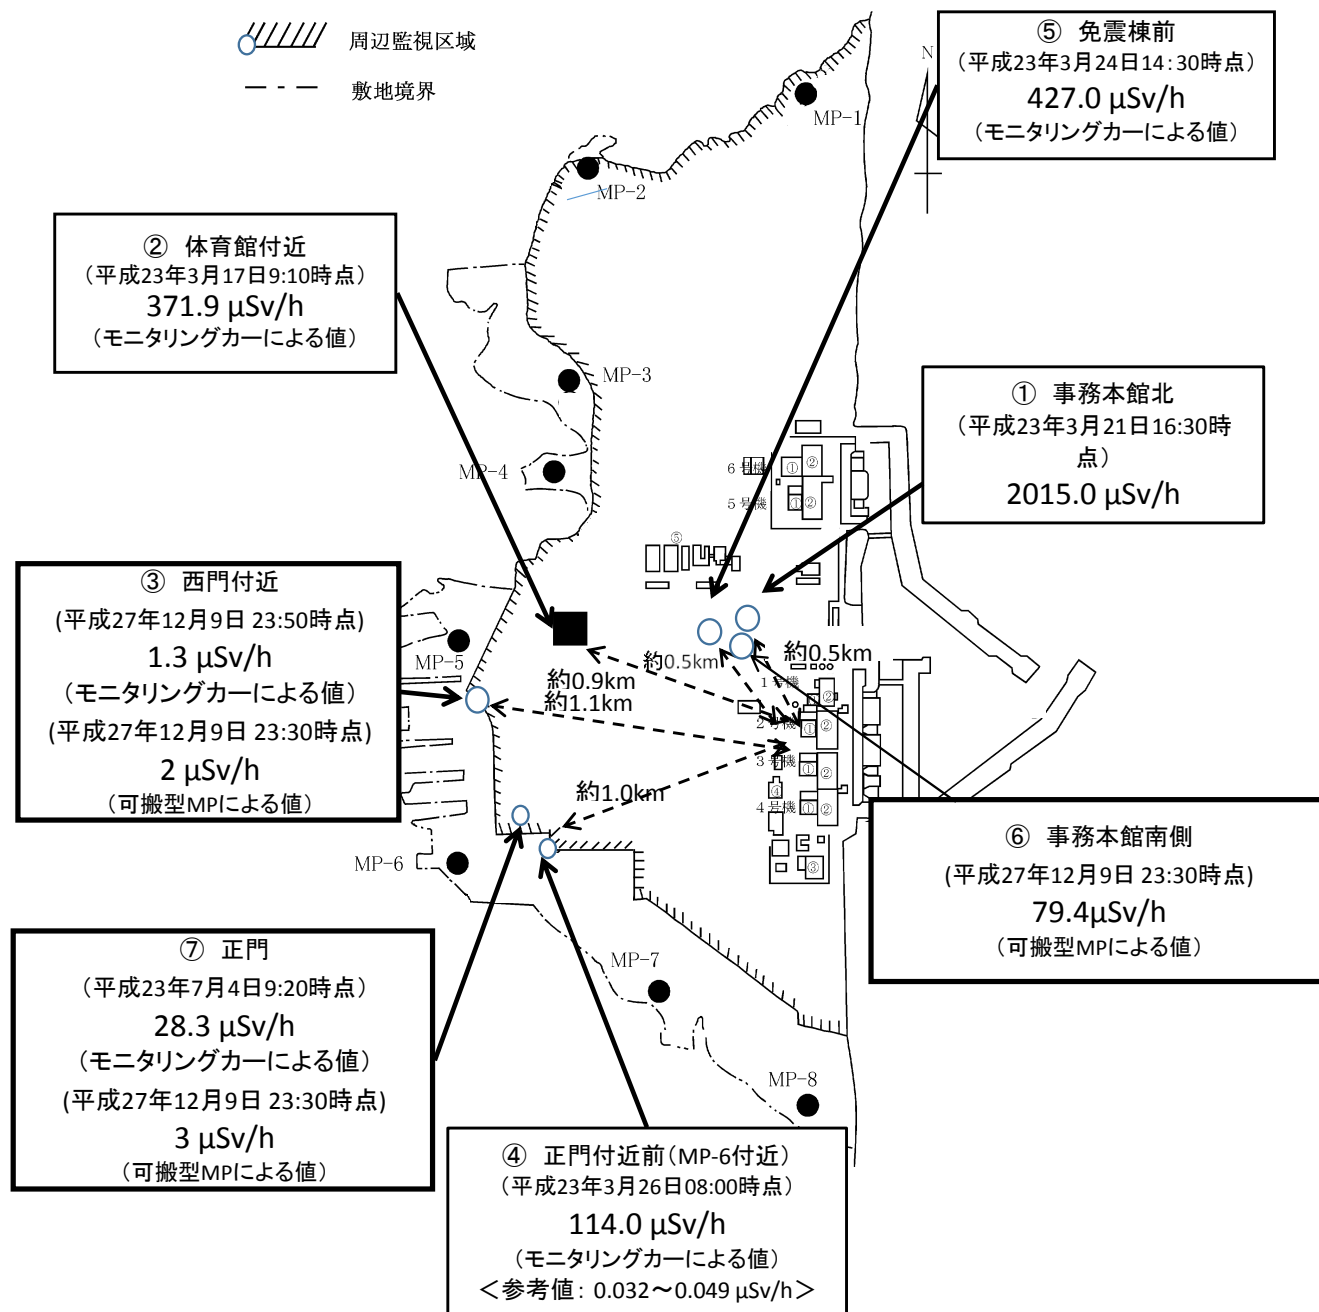 周辺監視区域
敷地境界
⑤ 免震棟前
(平成23年3月24日14:30時点)
427.0 μSv/h
(モニタリングカーによる値)
N
MP-1
MP-2
② 体育館付近
(平成23年3月17日9:10時点)
371.9 μSv/h
(モニタリングカーによる値)
MP-3
MP-4
① 事務本館北
(平成23年3月21日16:30時
点)
2015.0 μSv/h
6号機
① ②
5号機
① ②
⑤
③ 西門付近
(平成27年12月9日 23:50時点)
1.3 μSv/h
(モニタリングカーによる値)
(平成27年12月9日 23:30時点)
2 μSv/h
(可搬型MPによる値)
MP-5
約0.9km
約1.1km
約0.5km
約0.5km
1号機
②
2号機
① ②
3号機
① ②
④
4号機
① ②
③
約1.0km
MP-6
⑥ 事務本館南側
(平成27年12月9日 23:30時点)
79.4μSv/h
(可搬型MPによる値)
⑦ 正門
(平成23年7月4日9:20時点)
28.3 μSv/h
(モニタリングカーによる値)
(平成27年12月9日 23:30時点)
3 μSv/h
(可搬型MPによる値)
MP-7
MP-8
④ 正門付近前(MP-6付近)
(平成23年3月26日08:00時点)
114.0 μSv/h
(モニタリングカーによる値)
<参考値: 0.032~0.049 μSv/h>